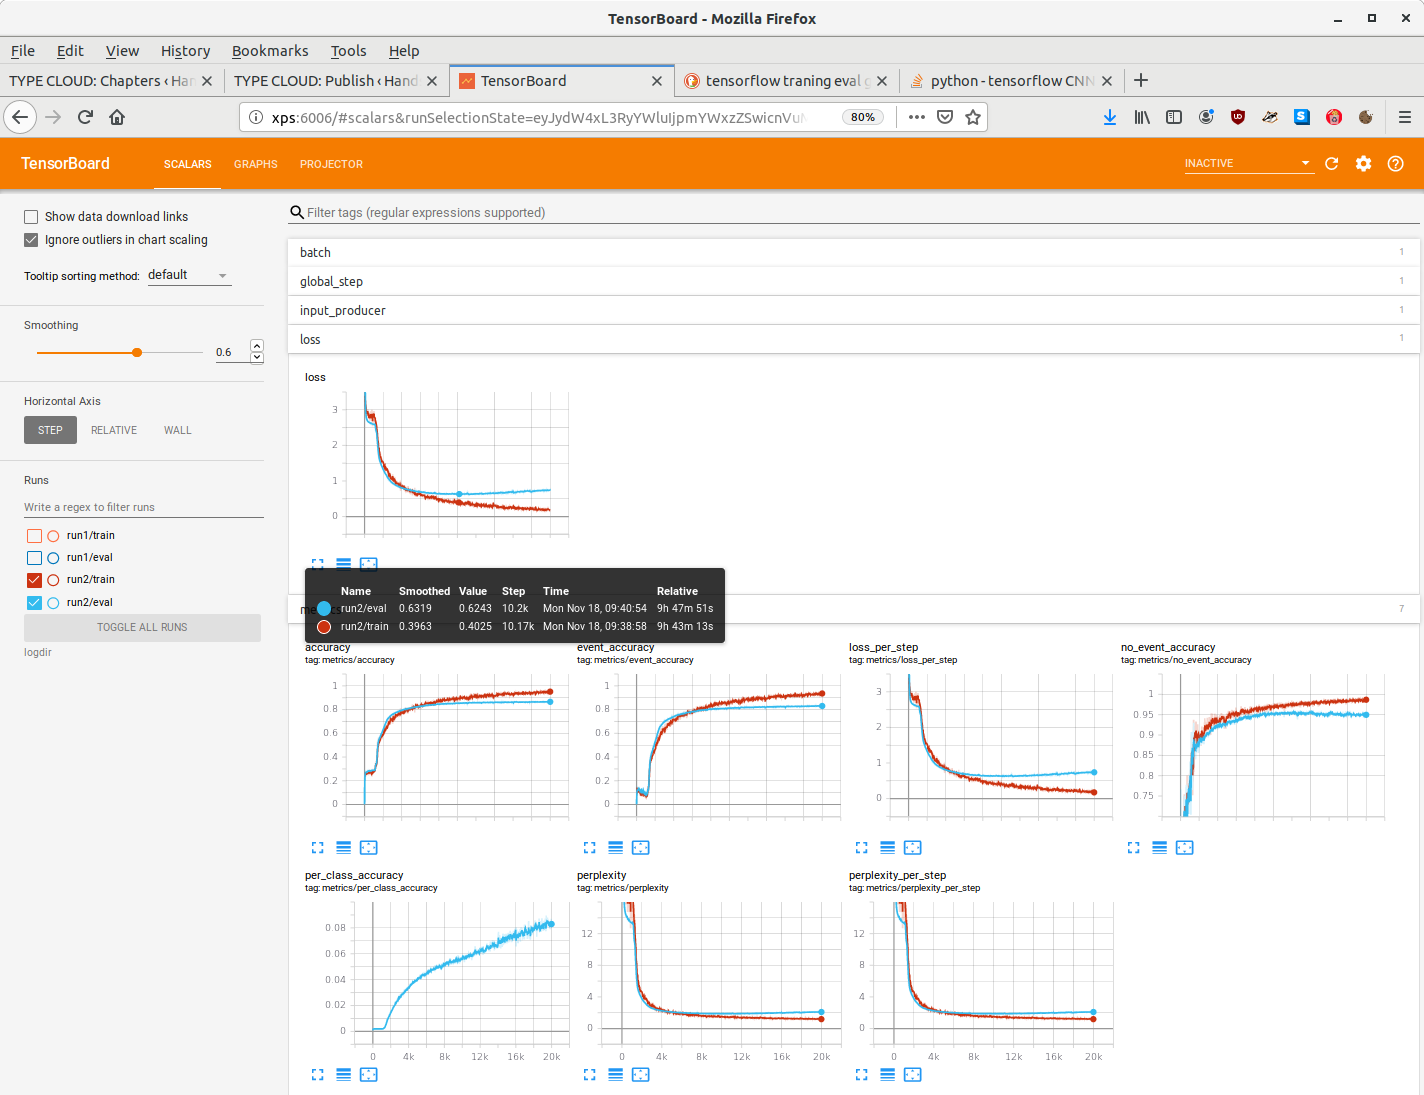 TensorBoard - Mozilla Firefox
File Edit View History Bookmarks Tools Help
TYPE CLOUD: Chapters ‹ Har
TYPE CLOUD: Publish ‹ Hand
TensorBoard
tensorflow traning eval g
python - tensorflow CNN
xps:6006/#scalars&runSelectionState=eyJydW4xL3RyYWluIjpmYWxzZSwicnVu
80%
TensorBoard
SCALARS GRAPHS PROJECTOR
INACTIVE
Show data download links
Ignore outliers in chart scaling
Tooltip sorting method: default
Smoothing
0.6
Horizontal Axis
STEP RELATIVE WALL
Runs
Write a regex to filter runs
run1/train
run1/eval
run2/train
run2/eval
TOGGLE ALL RUNS
logdir
Filter tags (regular expressions supported)
batch 1
global_step 1
input_producer 1
loss 1
loss
3
2
1
0
Name Smoothed Value Step Time Relative
run2/eval 0.6319 0.6243 10.2k Mon Nov 18, 09:40:54 9h 47m 51s
run2/train 0.3963 0.4025 10.17k Mon Nov 18, 09:38:58 9h 43m 13s
7
accuracy
tag: metrics/accuracy
1
0.8
0.6
0.4
0.2
0
event_accuracy
tag: metrics/event_accuracy
1
0.8
0.6
0.4
0.2
0
loss_per_step
tag: metrics/loss_per_step
3
2
1
0
no_event_accuracy
tag: metrics/no_event_accuracy
1
0.95
0.9
0.85
0.8
0.75
per_class_accuracy
tag: metrics/per_class_accuracy
0.08
0.06
0.04
0.02
0
0 4k 8k 12k 16k 20k
perplexity
tag: metrics/perplexity
12
8
4
0
0 4k 8k 12k 16k 20k
perplexity_per_step
tag: metrics/perplexity_per_step
12
8
4
0
0 4k 8k 12k 16k 20k